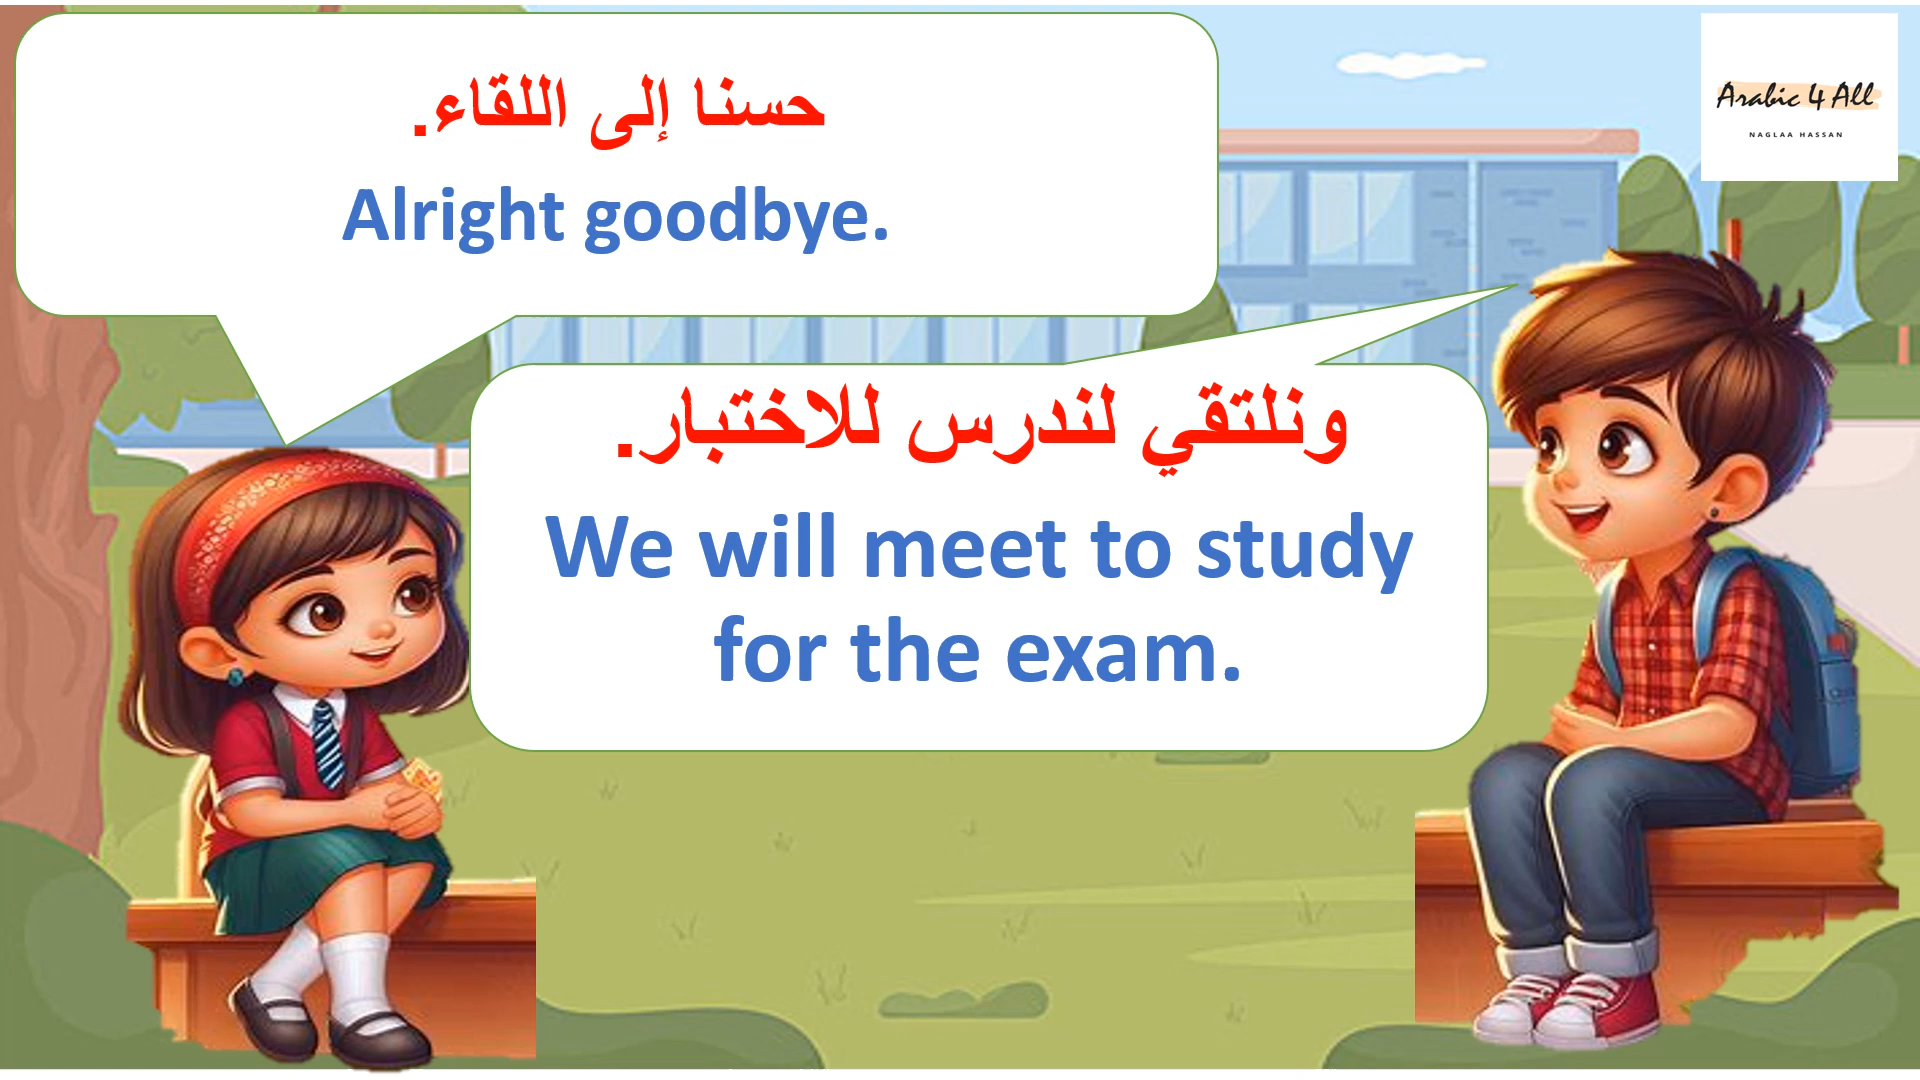 حسنا إلى اللقاء.
Alright goodbye.
Arabic 4 All
NAGLAA HASSAN
ونلتقي لندرس للاختبار.
We will meet to study
for the exam.